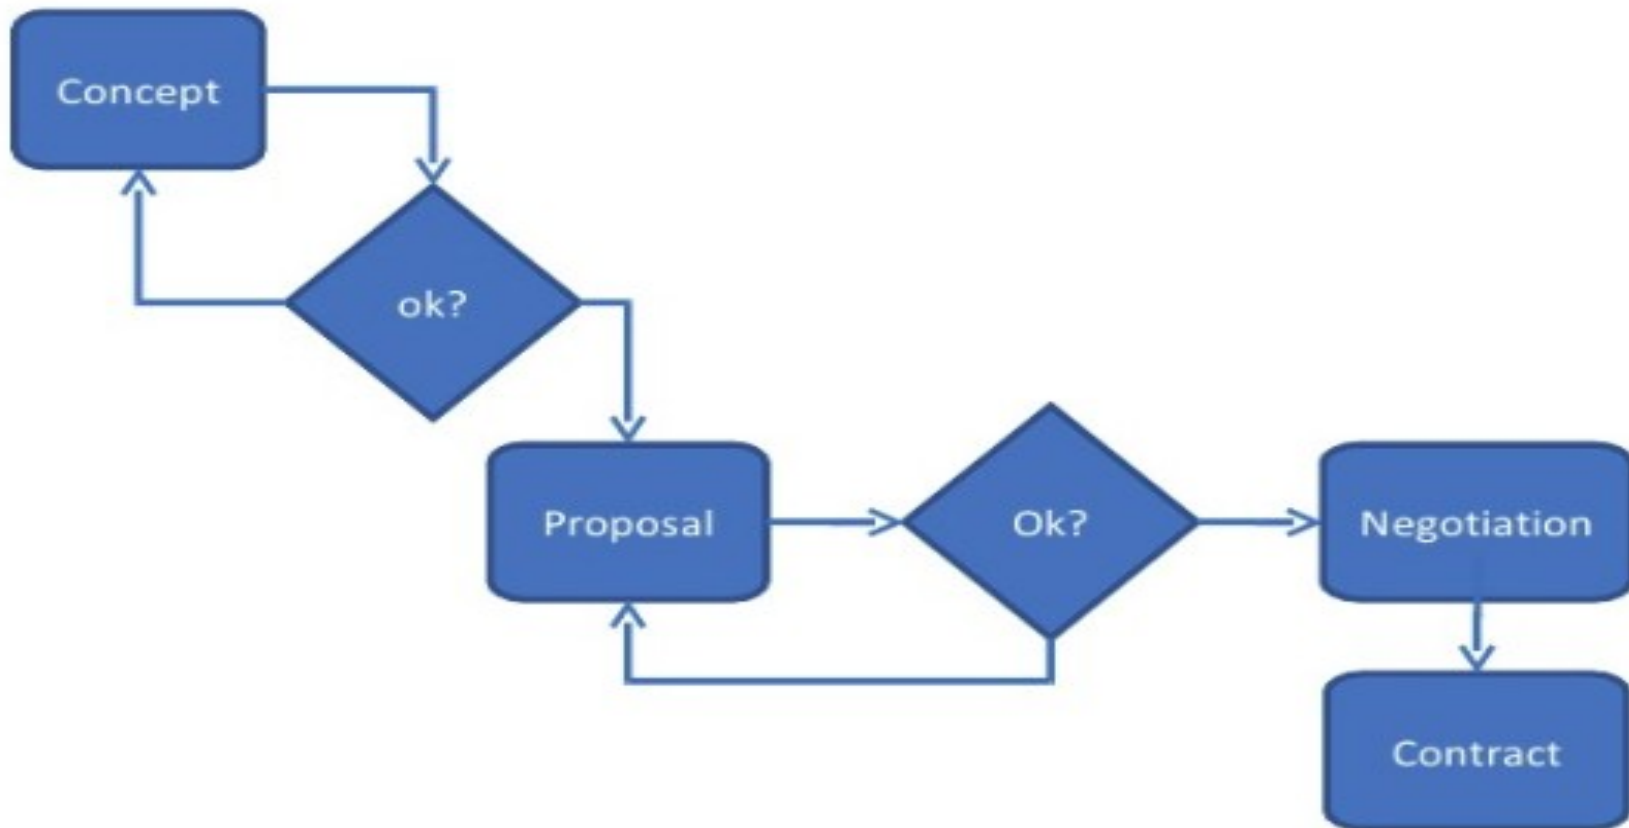 Concept
ok?
Proposal
Ok?
Negotiation
Contract